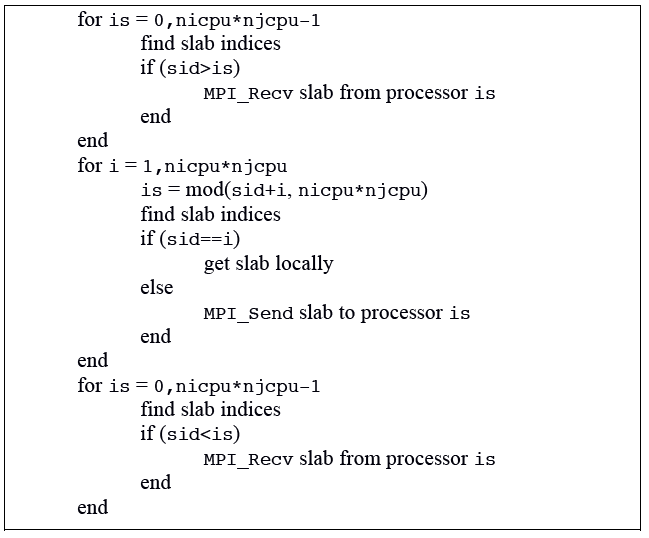 for is = 0,nicpu*njcpu-1
find slab indices
if (sid>is)
MPI_Recv slab from processor is
end
end
for i = 1,nicpu*njcpu
is = mod(sid+i, nicpu*njcpu)
find slab indices
if (sid==i)
get slab locally
else
MPI_Send slab to processor is
end
end
for is = 0,nicpu*njcpu-1
find slab indices
if (sid<is)
MPI_Recv slab from processor is
end
end